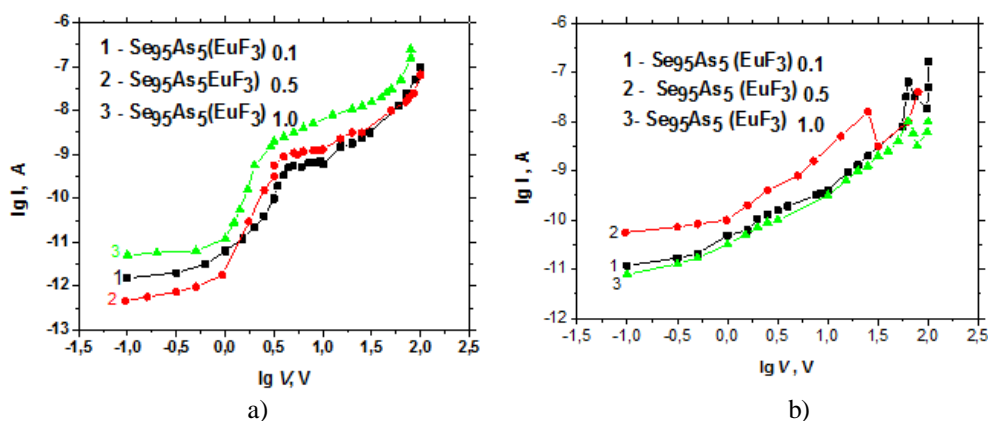 -6
-7
-8
-9
-10
-11
-12
-13
lg I, A
1 - Se95As5(EuF3) 0.1
2 - Se95As5EuF3) 0.5
3 - Se95As5(EuF3) 1.0
3
1
2
-1,5 -1,0 -0,5 0,0 0,5 1,0 1,5 2,0 2,5
lg V, V
a)
-6
-7
-8
-9
-10
-11
-12
lg I, A
1 - Se95As5 (EuF3) 0.1
2 - Se95As5 (EuF3) 0.5
3- Se95As5 (EuF3) 1.0
2
1
3
-1,5 -1,0 -0,5 0,0 0,5 1,0 1,5 2,0 2,5
lg V, V
b)